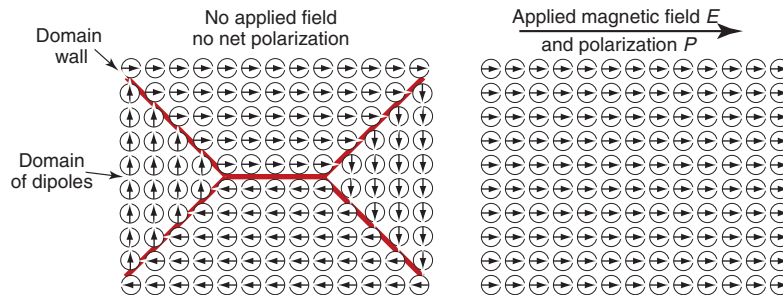 No applied field
no net polarization
Domain
wall
Domain
of dipoles
Applied magnetic field E
and polarization P